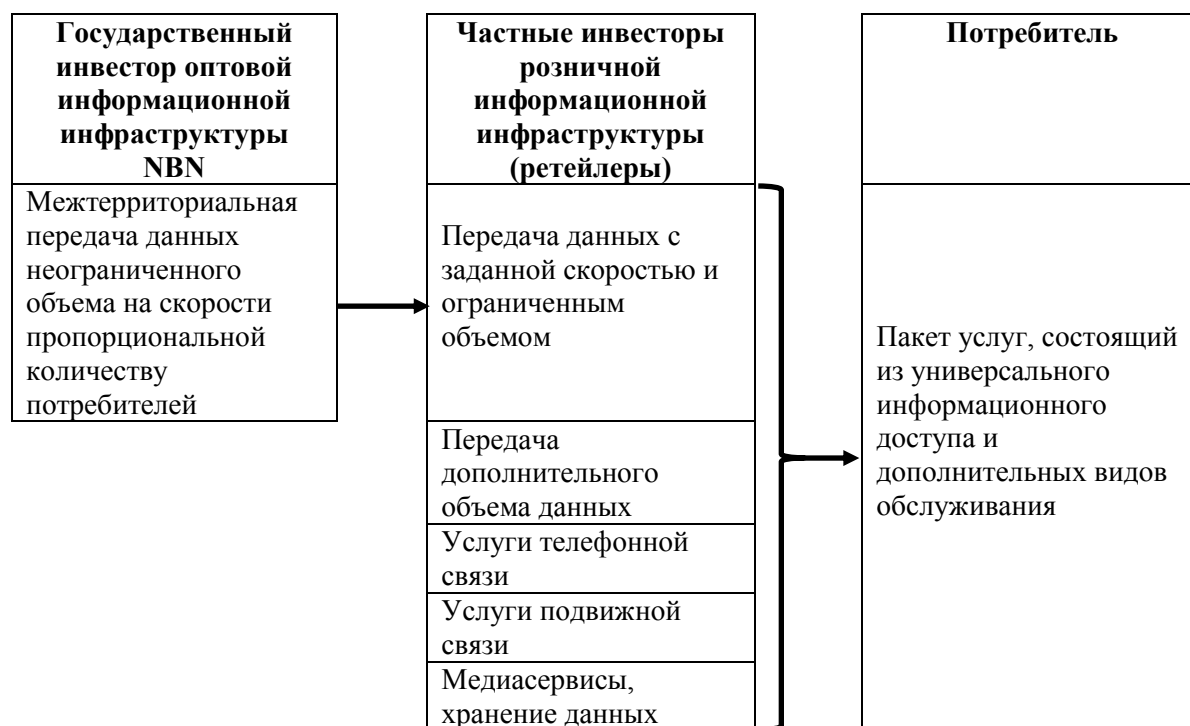 Государственный
инвестор оптовой
информационной
инфраструктуры
NBN
Межтерриториальная
передача данных
неограниченного
объема на скорости
пропорциональной
количеству
потребителей
Частные инвесторы
розничной
информационной
инфраструктуры
(ретейлеры)
Передача данных с
заданной скоростью и
ограниченным
объемом
Передача
дополнительного
объема данных
Услуги телефонной
связи
Услуги подвижной
связи
Медиасервисы,
хранение данных
Потребитель
Пакет услуг, состоящий
из универсального
информационного
доступа и
дополнительных видов
обслуживания